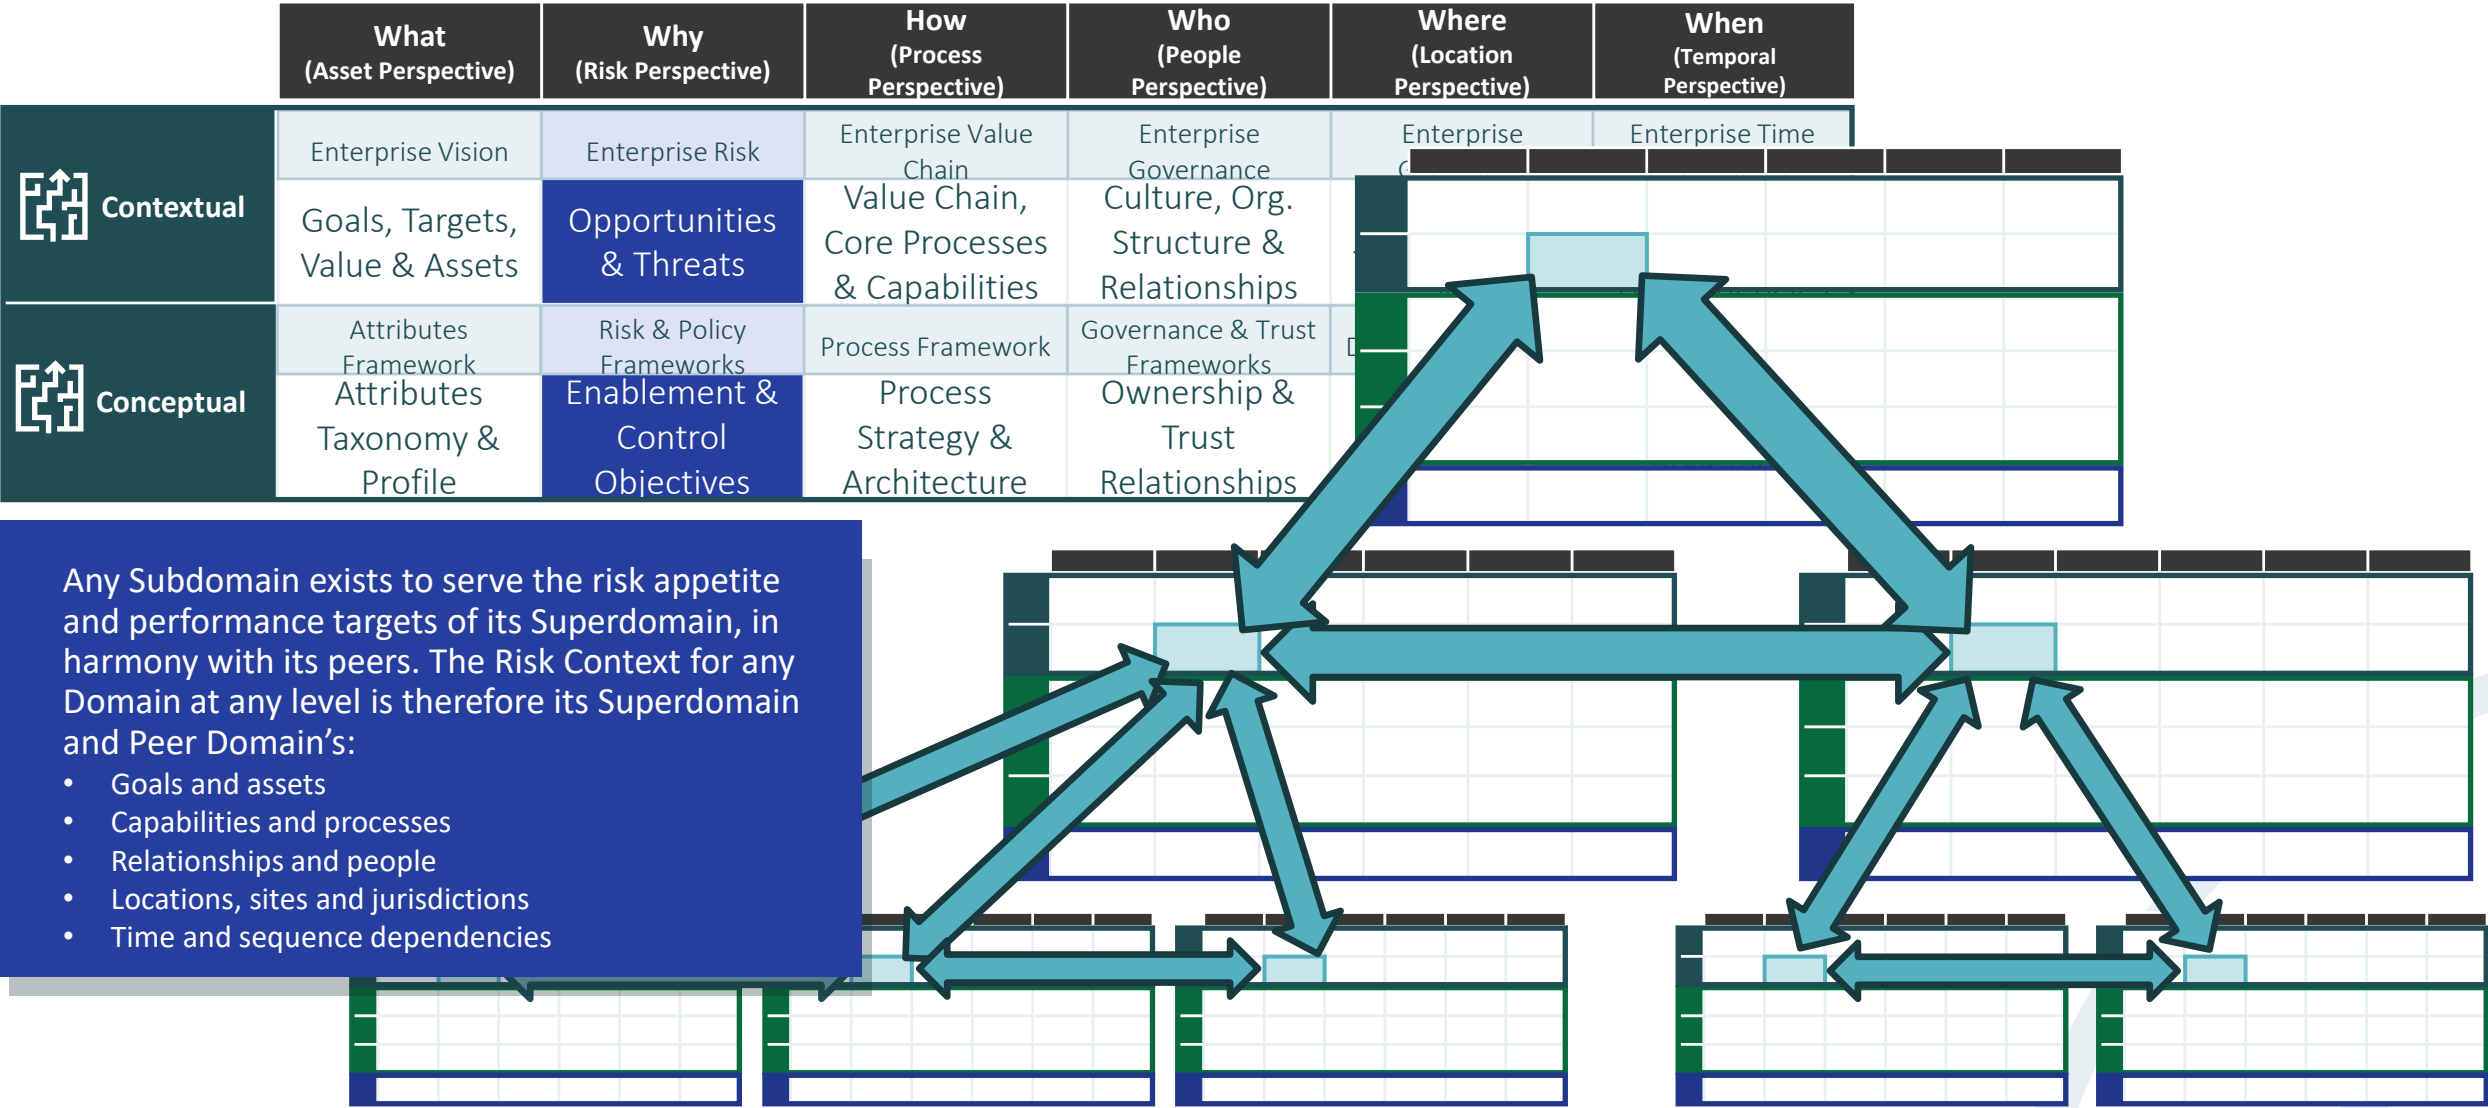 What
(Asset Perspective)
Why
(Risk Perspective)
How
(Process
Perspective)
Who
(People
Perspective)
Where
(Location
Perspective)
When
(Temporal
Perspective)
Contextual
Enterprise Vision
Enterprise Risk
Enterprise Value
Chain
Enterprise
Governance
Enterprise
Enterprise Time
Goals, Targets,
Value & Assets
Opportunities
& Threats
Value Chain,
Core Processes
& Capabilities
Culture, Org.
Structure &
Relationships
Conceptual
Attributes
Framework
Risk & Policy
Frameworks
Process Framework
Governance & Trust
Frameworks
Attributes
Taxonomy &
Profile
Enablement &
Control
Objectives
Process
Strategy &
Architecture
Ownership &
Trust
Relationships
Any Subdomain exists to serve the risk appetite
and performance targets of its Superdomain, in
harmony with its peers. The Risk Context for any
Domain at any level is therefore its Superdomain
and Peer Domain’s:
• Goals and assets
• Capabilities and processes
• Relationships and people
• Locations, sites and jurisdictions
• Time and sequence dependencies